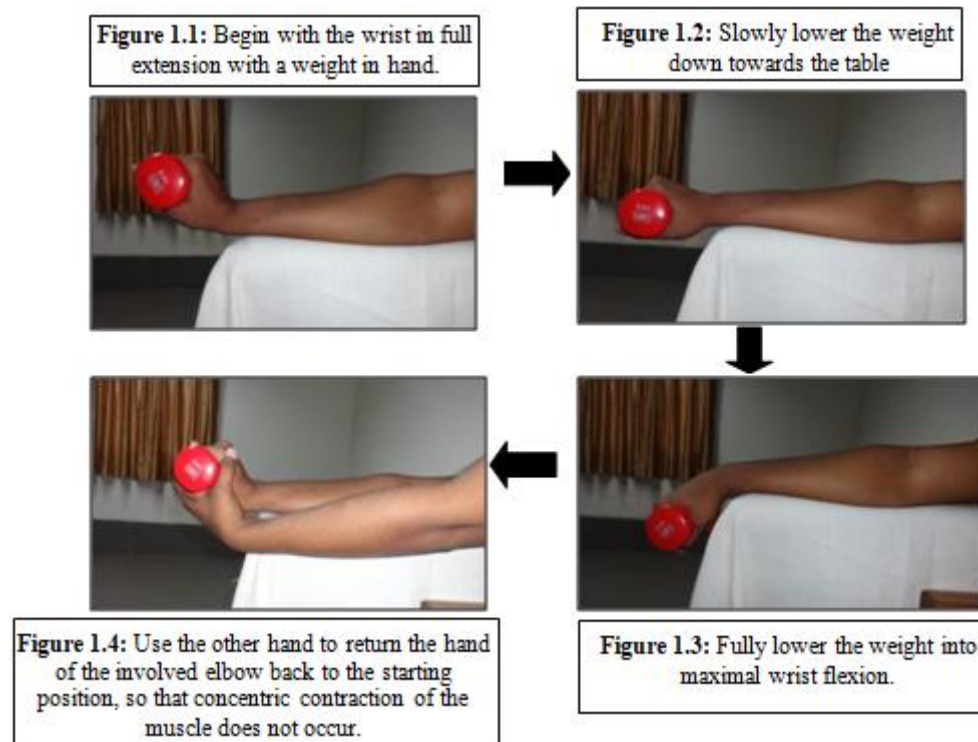 Figure 1.1: Begin with the wrist in full
extension with a weight in hand.
Figure 1.2: Slowly lower the weight
down towards the table
Figure 1.3: Fully lower the weight into
maximal wrist flexion.
Figure 1.4: Use the other hand to return the hand
of the involved elbow back to the starting
position, so that concentric contraction of the
muscle does not occur.